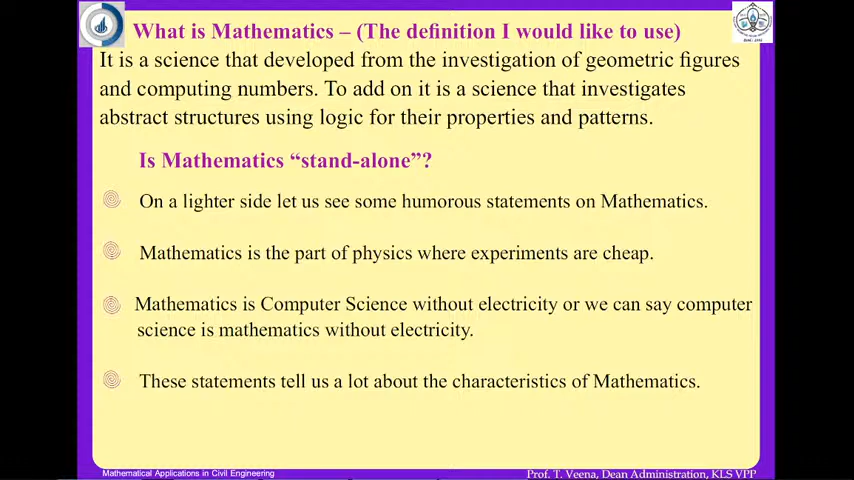 What is Mathematics – (The definition I would like to use)
It is a science that developed from the investigation of geometric figures
and computing numbers. To add on it is a science that investigates
abstract structures using logic for their properties and patterns.
Is Mathematics “stand-alone”?
On a lighter side let us see some humorous statements on Mathematics.
Mathematics is the part of physics where experiments are cheap.
Mathematics is Computer Science without electricity or we can say computer
science is mathematics without electricity.
These statements tell us a lot about the characteristics of Mathematics.
Mathematical Applications in Civil Engineering
Prof. T. Veena, Dean Administration, KLS VPP